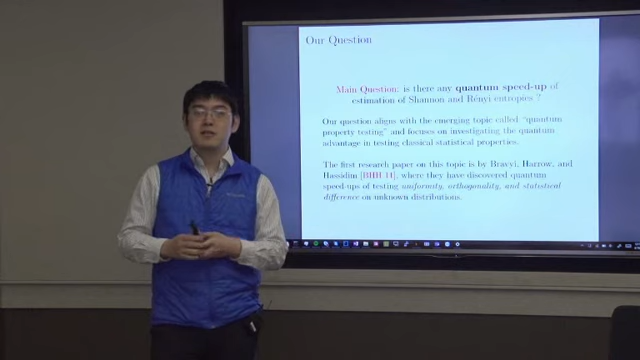 Our Question
Main Question: is there any quantum speed-up of
estimation of Shannon and Rényi entropies ?
Our question aligns with the emerging topic called "quantum
property testing" and focuses on investigating the quantum
advantage in testing classical statistical properties.
The first research paper on this topic is by Bravyi, Harrow, and
Hassidim [BHH 11], where they have discovered quantum
speed-ups of testing uniformity, orthogonality, and statistical
difference on unknown distributions.